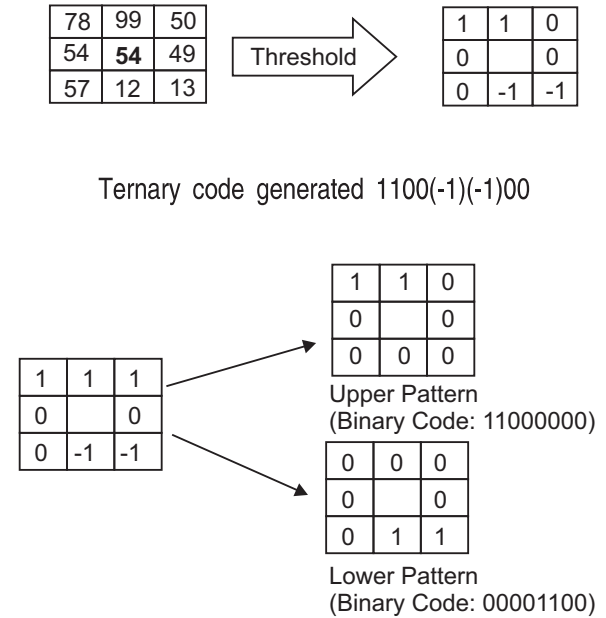 78 99 50
54 54 49
57 12 13
Threshold
1 1 0
0 0
0 -1 -1
Ternary code generated 1100(-1)(-1)00
1 1 1
0 0
0 -1 -1
1 1 0
0 0
0 0 0
Upper Pattern
(Binary Code: 11000000)
0 0 0
0 0
0 1 1
Lower Pattern
(Binary Code: 00001100)